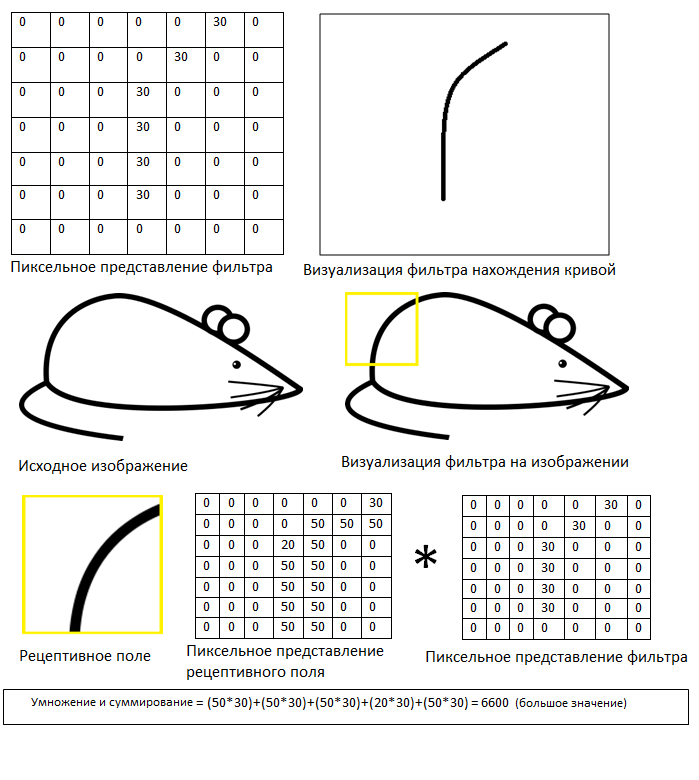 0 0 0 0 0 30 0
0 0 0 0 30 0 0
0 0 0 30 0 0 0
0 0 0 30 0 0 0
0 0 0 30 0 0 0
0 0 0 30 0 0 0
0 0 0 0 0 0 0
Пиксельное представление фильтра
Визуализация фильтра нахождения кривой
Исходное изображение
Визуализация фильтра на изображении
0 0 0 0 0 0 30
0 0 0 0 50 50 50
0 0 0 20 50 0 0
0 0 0 50 50 0 0
0 0 0 50 50 0 0
0 0 0 50 50 0 0
0 0 0 50 50 0 0
*
0 0 0 0 0 30 0
0 0 0 0 30 0 0
0 0 0 30 0 0 0
0 0 0 30 0 0 0
0 0 0 30 0 0 0
0 0 0 30 0 0 0
0 0 0 0 0 0 0
Рецептивное поле
Пиксельное представление
рецептивного поля
Пиксельное представление фильтра
Умножение и суммирование = (50*30)+(50*30)+(50*30)+(20*30)+(50*30) = 6600 (большое значение)